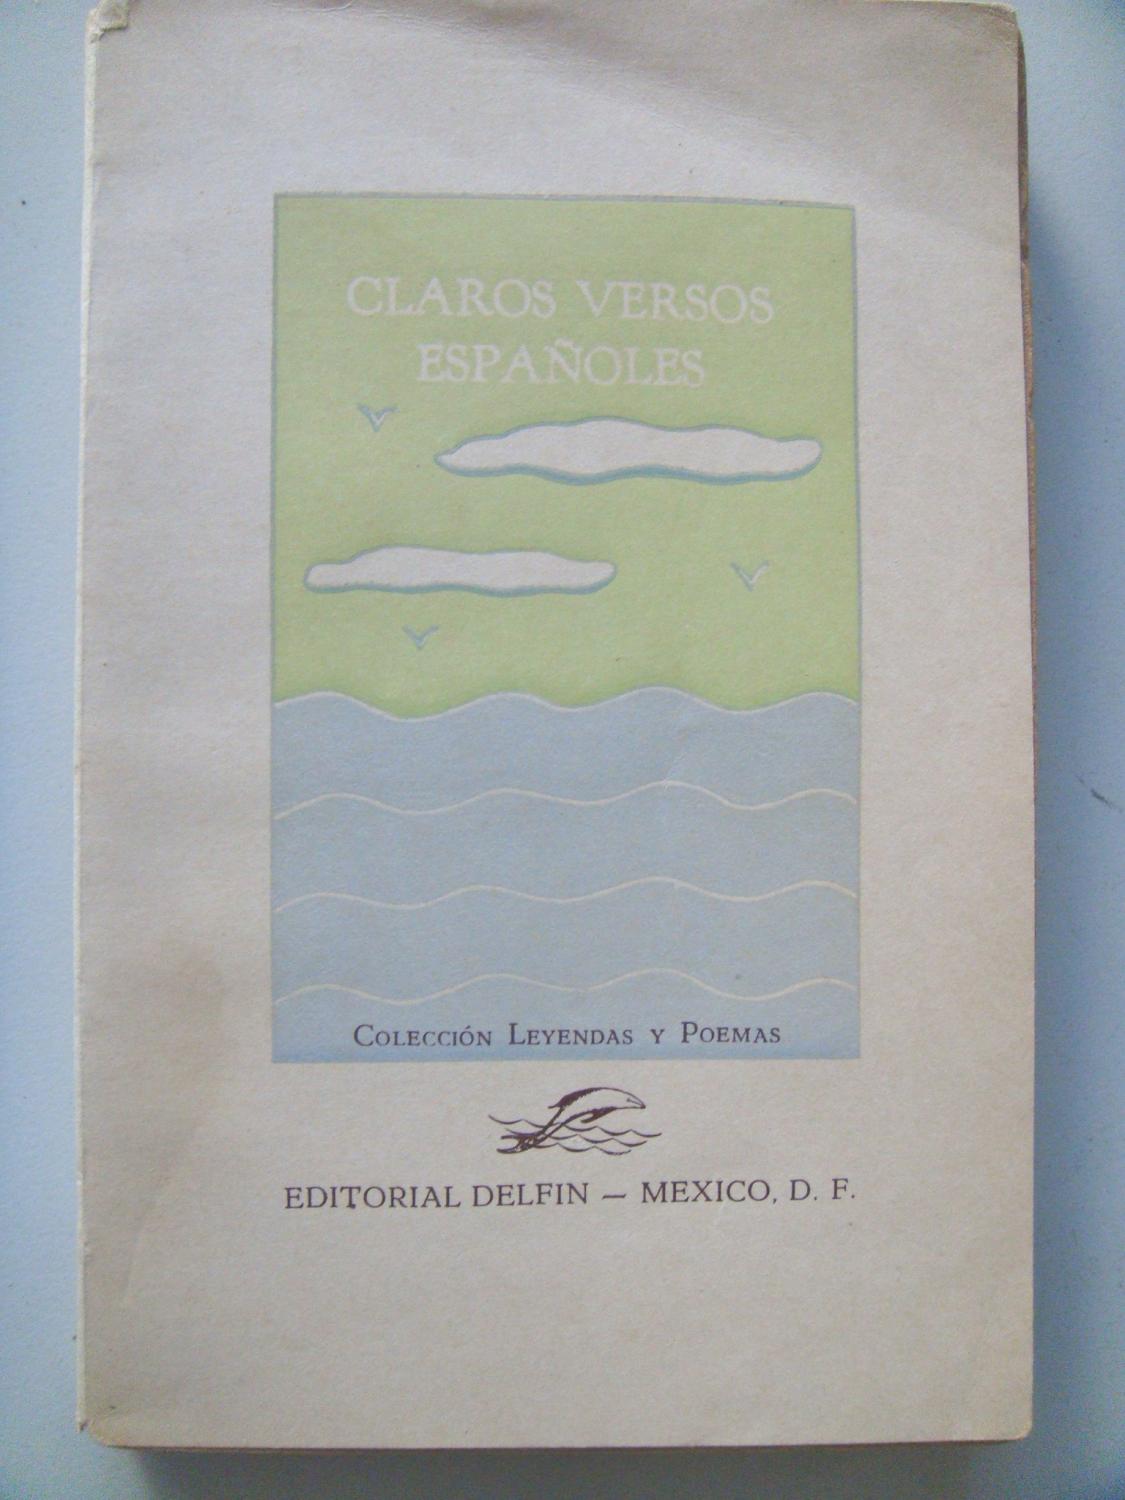 CLAROS VERSOS
ESPAÑOLES
COLECCIÓN LEYENDAS Y POEMAS
EDITORIAL DELFIN — MEXICO, D. F.